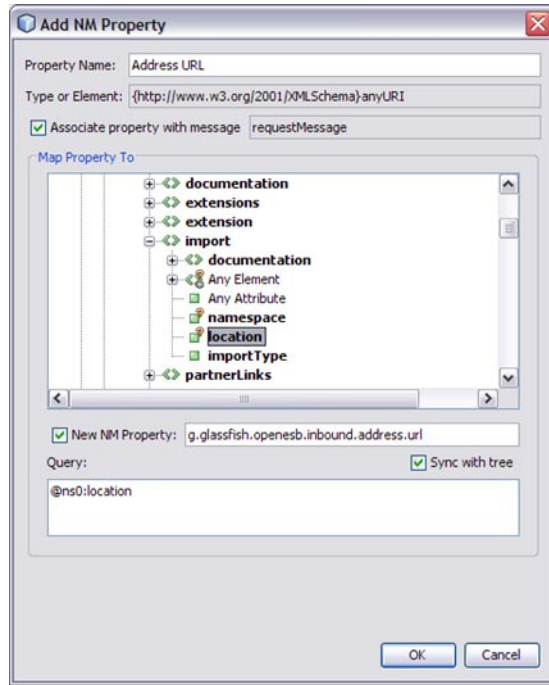 Add NM Property
Property Name: Address URL
Type or Element: {http://www.w3.org/2001/XMLSchema}anyURI
Associate property with message requestMessage
Map Property To
documentation
extensions
extension
import
documentation
Any Element
Any Attribute
namespace
location
importType
partnerLinks
New NM Property: g.glassfish.openesb.inbound.address.url
Query: Sync with tree
@ns0:location
OK Cancel